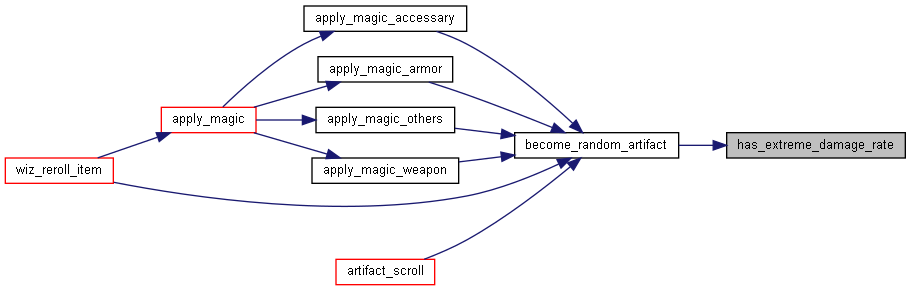 apply_magic_accessary
apply_magic_armor
apply_magic
apply_magic_others
become_random_artifact
has_extreme_damage_rate
wiz_reroll_item
apply_magic_weapon
artifact_scroll